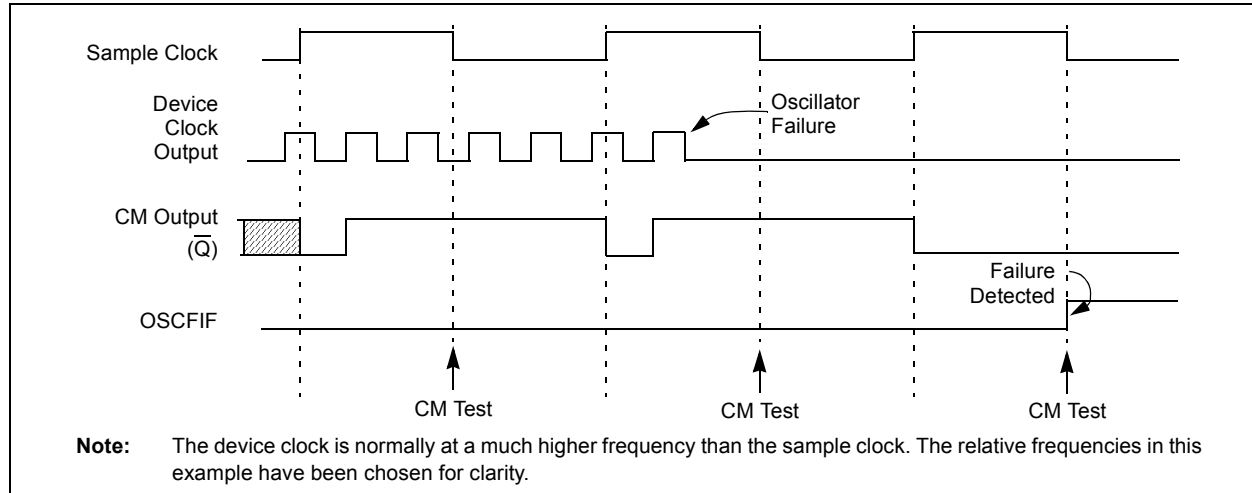 Sample Clock
Device
Clock
Output
Oscillator
Failure
CM Output
(Q̅)
Failure
Detected
OSCFIF
CM Test
CM Test
CM Test
Note: The device clock is normally at a much higher frequency than the sample clock. The relative frequencies in this
example have been chosen for clarity.